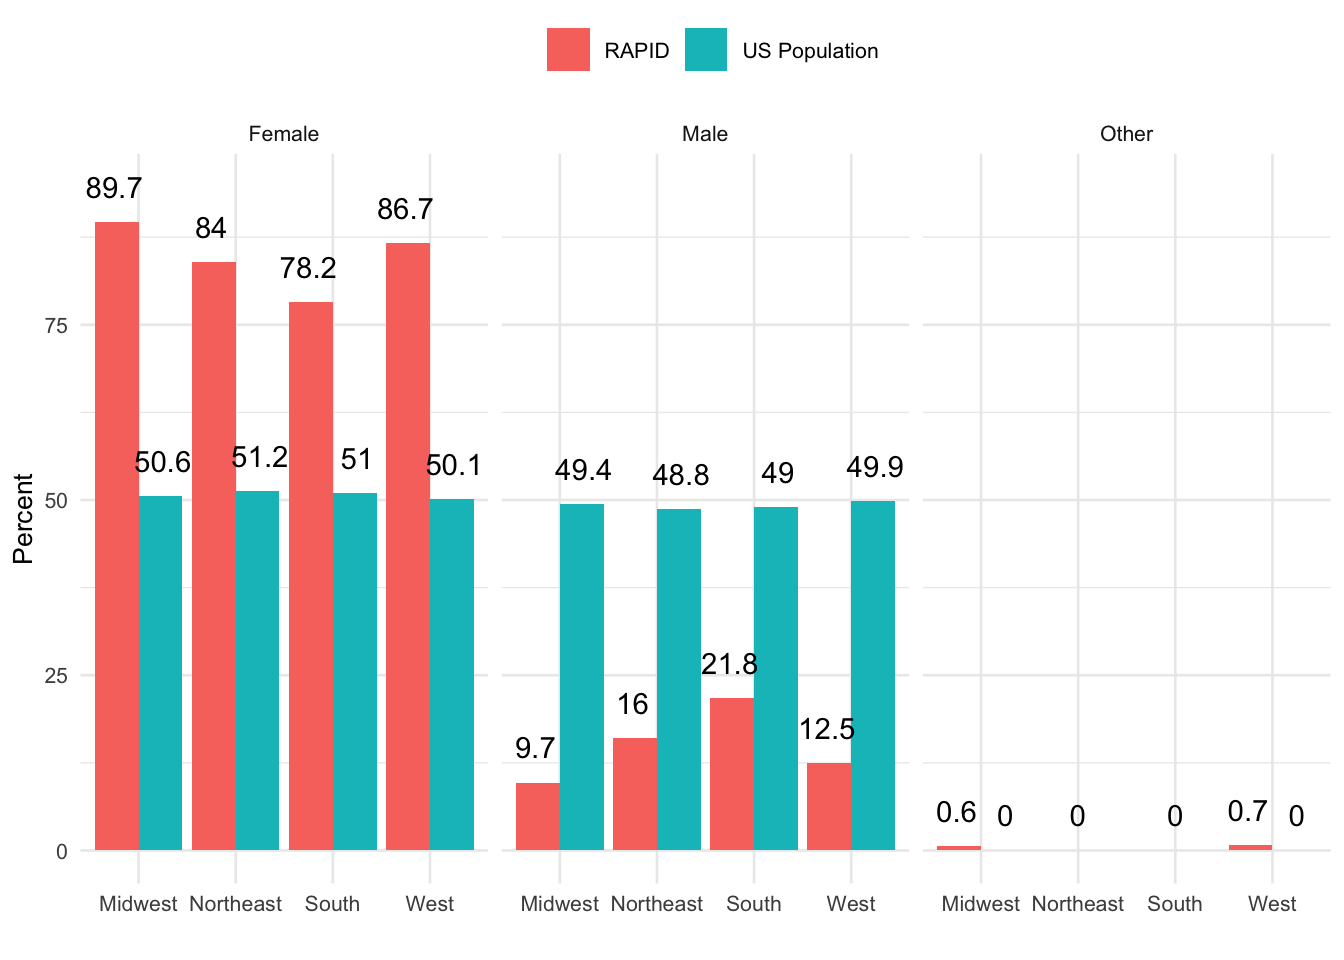 RAPID US Population
Female Male Other
89.7 84 78.2 86.7
50.6 51.2 51 50.1
49.4 48.8 49 49.9
9.7 16 21.8 12.5
0.6 0 0 0 0.7 0
Percent
75
50
25
0
Midwest Northeast South West Midwest Northeast South West Midwest Northeast South West